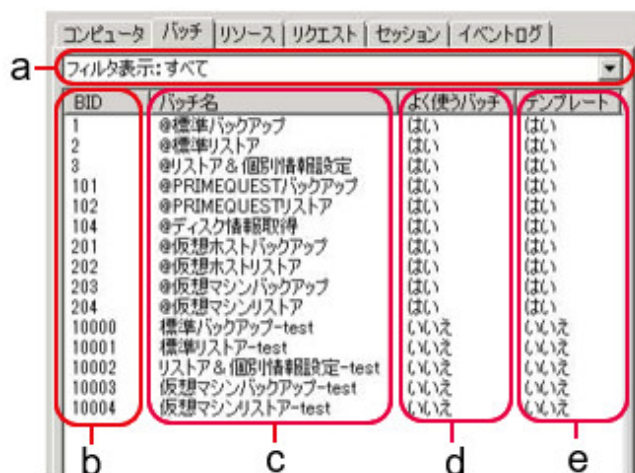 コンピュータ バッチ リソース リクエスト セッション イベントログ
a フィルタ表示:すべて
BID バッチ名 よく使うバッチ テンプレート
1 @標準バックアップ はい はい
2 @標準リストア はい はい
3 @リストア&個別情報設定 はい はい
101 @PRIMEQUESTバックアップ はい はい
102 @PRIMEQUESTリストア はい はい
104 @ディスク情報取得 はい はい
201 @仮想ホストバックアップ はい はい
202 @仮想ホストリストア はい はい
203 @仮想マシンバックアップ はい はい
204 @仮想マシンリストア はい はい
10000 標準バックアップ-test いいえ いいえ
10001 標準リストア-test いいえ いいえ
10002 リストア&個別情報設定-test いいえ いいえ
10003 仮想マシンバックアップ-test いいえ いいえ
10004 仮想マシンリストア-test いいえ いいえ
b c d e